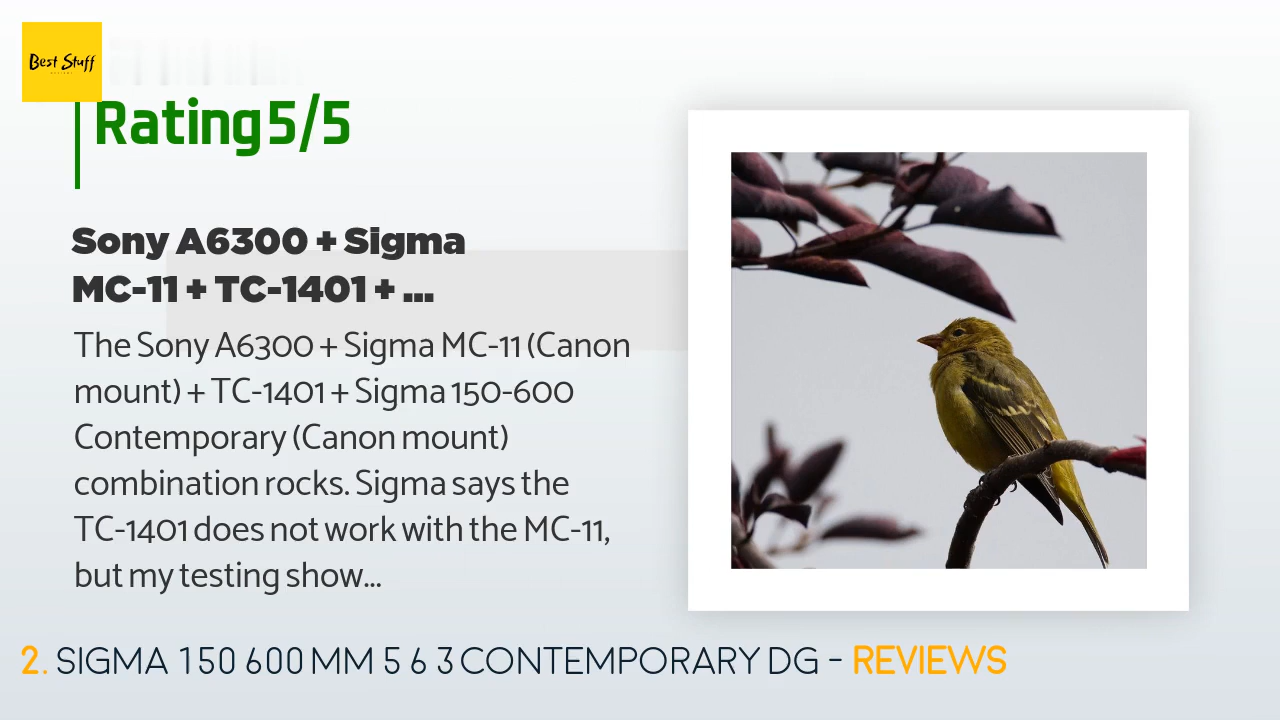 Best Stuff
Rating 5/5
Sony A6300 + Sigma
MC-11 + TC-1401 + ...
The Sony A6300 + Sigma MC-11 (Canon
mount) + TC-1401 + Sigma 150-600
Contemporary (Canon mount)
combination rocks. Sigma says the
TC-1401 does not work with the MC-11,
but my testing show...
2. SIGMA 150 600 MM 5 6 3 CONTEMPORARY DG - REVIEWS